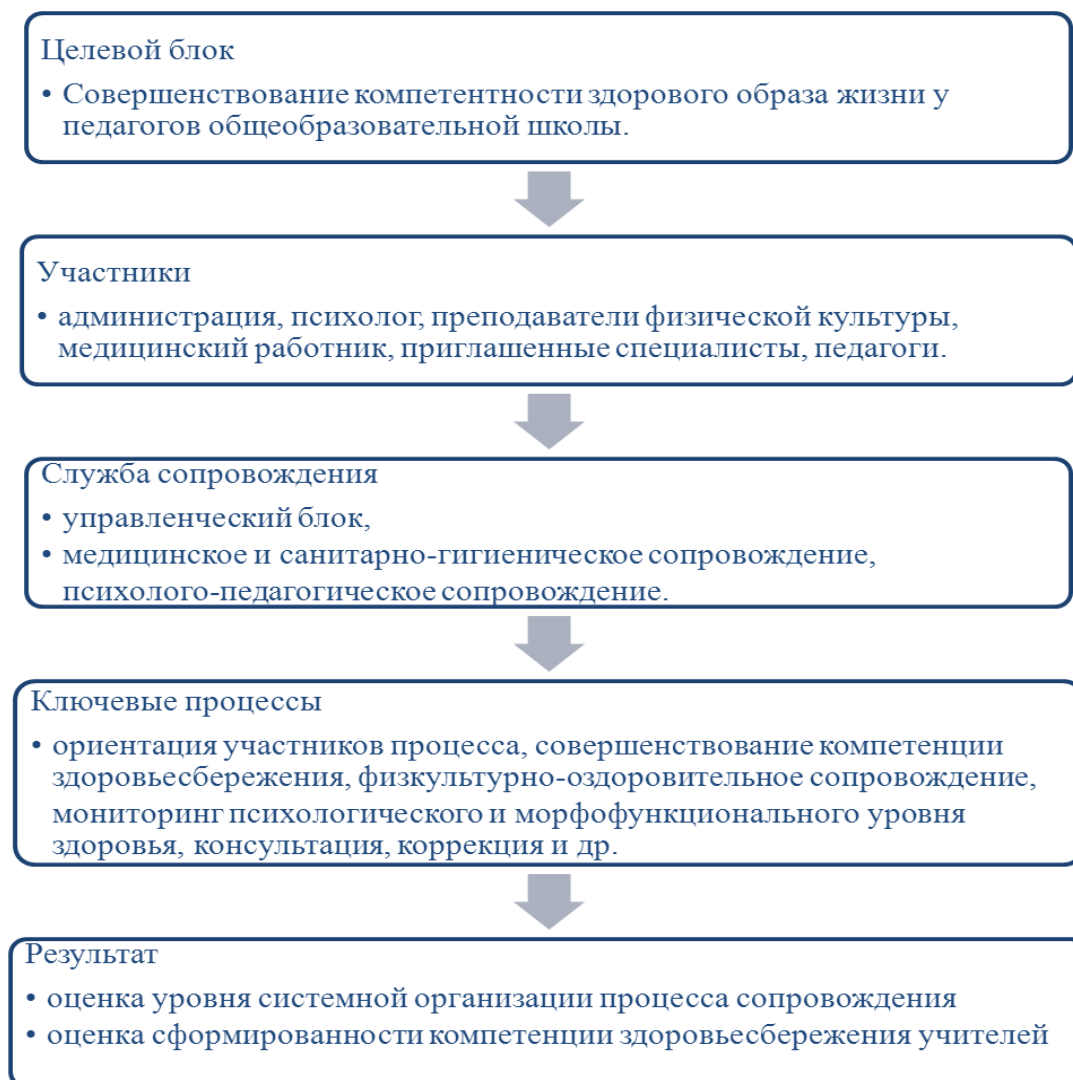 Целевой блок
• Совершенствование компетентности здорового образа жизни у
педагогов общеобразовательной школы.
Участники
• администрация, психолог, преподаватели физической культуры,
медицинский работник, приглашенные специалисты, педагоги.
Служба сопровождения
• управленческий блок,
• медицинское и санитарно-гигиеническое сопровождение,
психолого-педагогическое сопровождение.
Ключевые процессы
• ориентация участников процесса, совершенствование компетенции
здоровьесбережения, физкультурно-оздоровительное сопровождение,
мониторинг психологического и морфофункционального уровня
здоровья, консультация, коррекция и др.
Результат
• оценка уровня системной организации процесса сопровождения
• оценка сформированности компетенции здоровьесбережения учителей